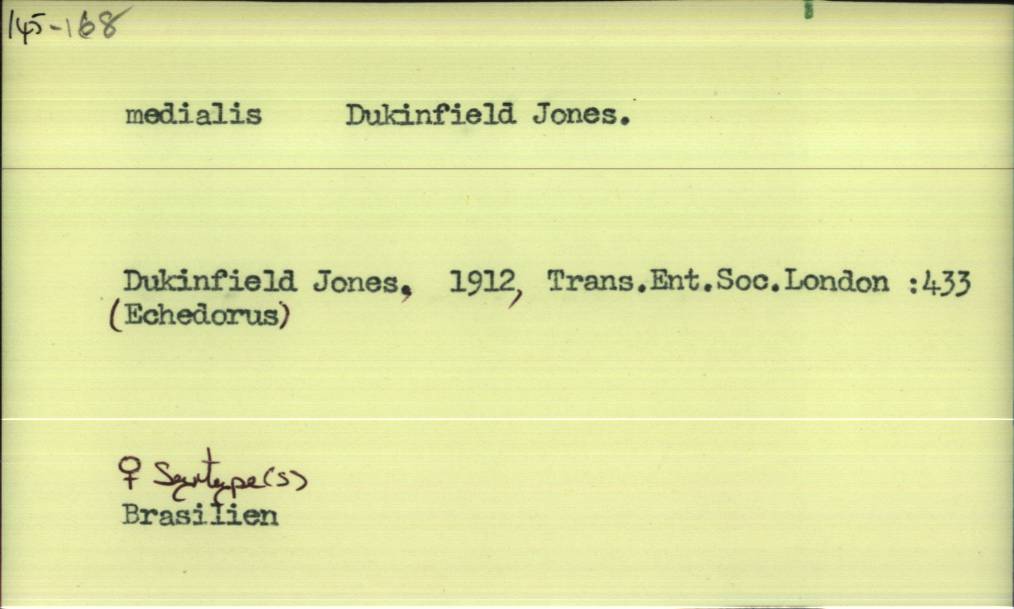 145-168
medialis Dukinfield Jones.
Dukinfield Jones, 1912, Trans.Ent.Soc.London :433
(Echedorus)
♀ Syntype(s)
Brasilien